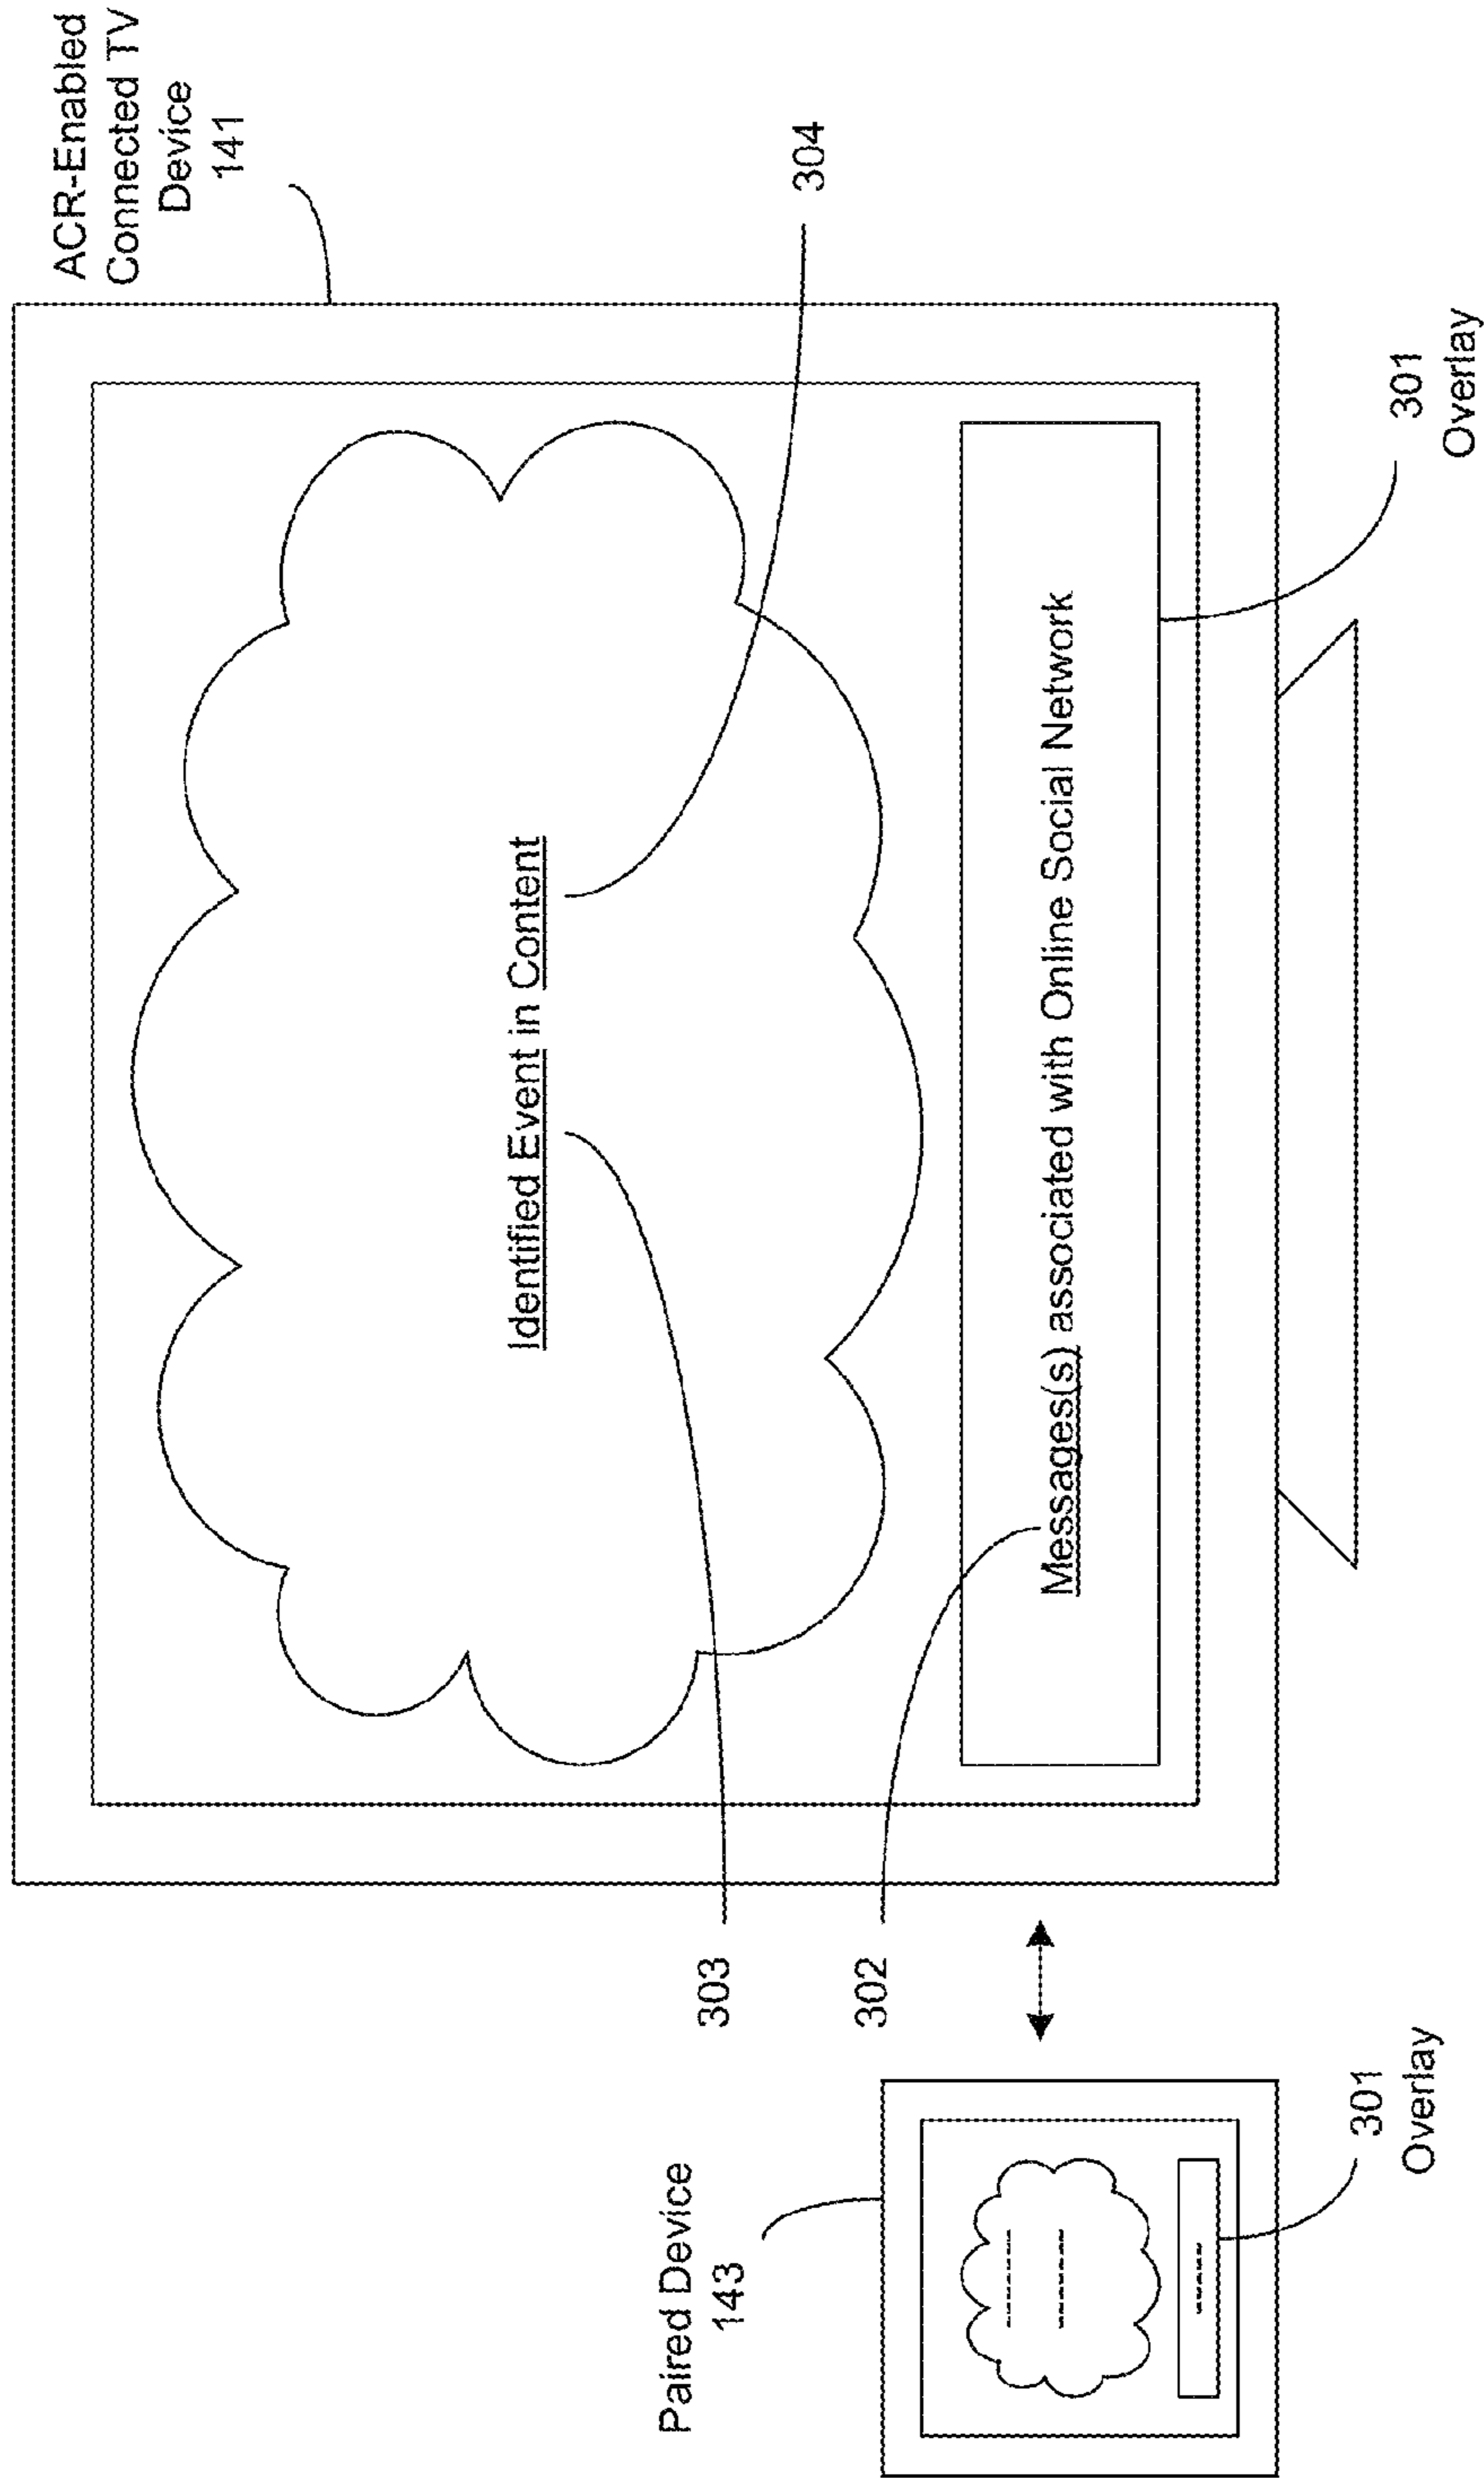 ACR-Enabled
Connected TV
Device
141
Identified Event in Content
304
303
302
Messages(s) associated with Online Social Network
301
Overlay
Paired Device
143
301
Overlay